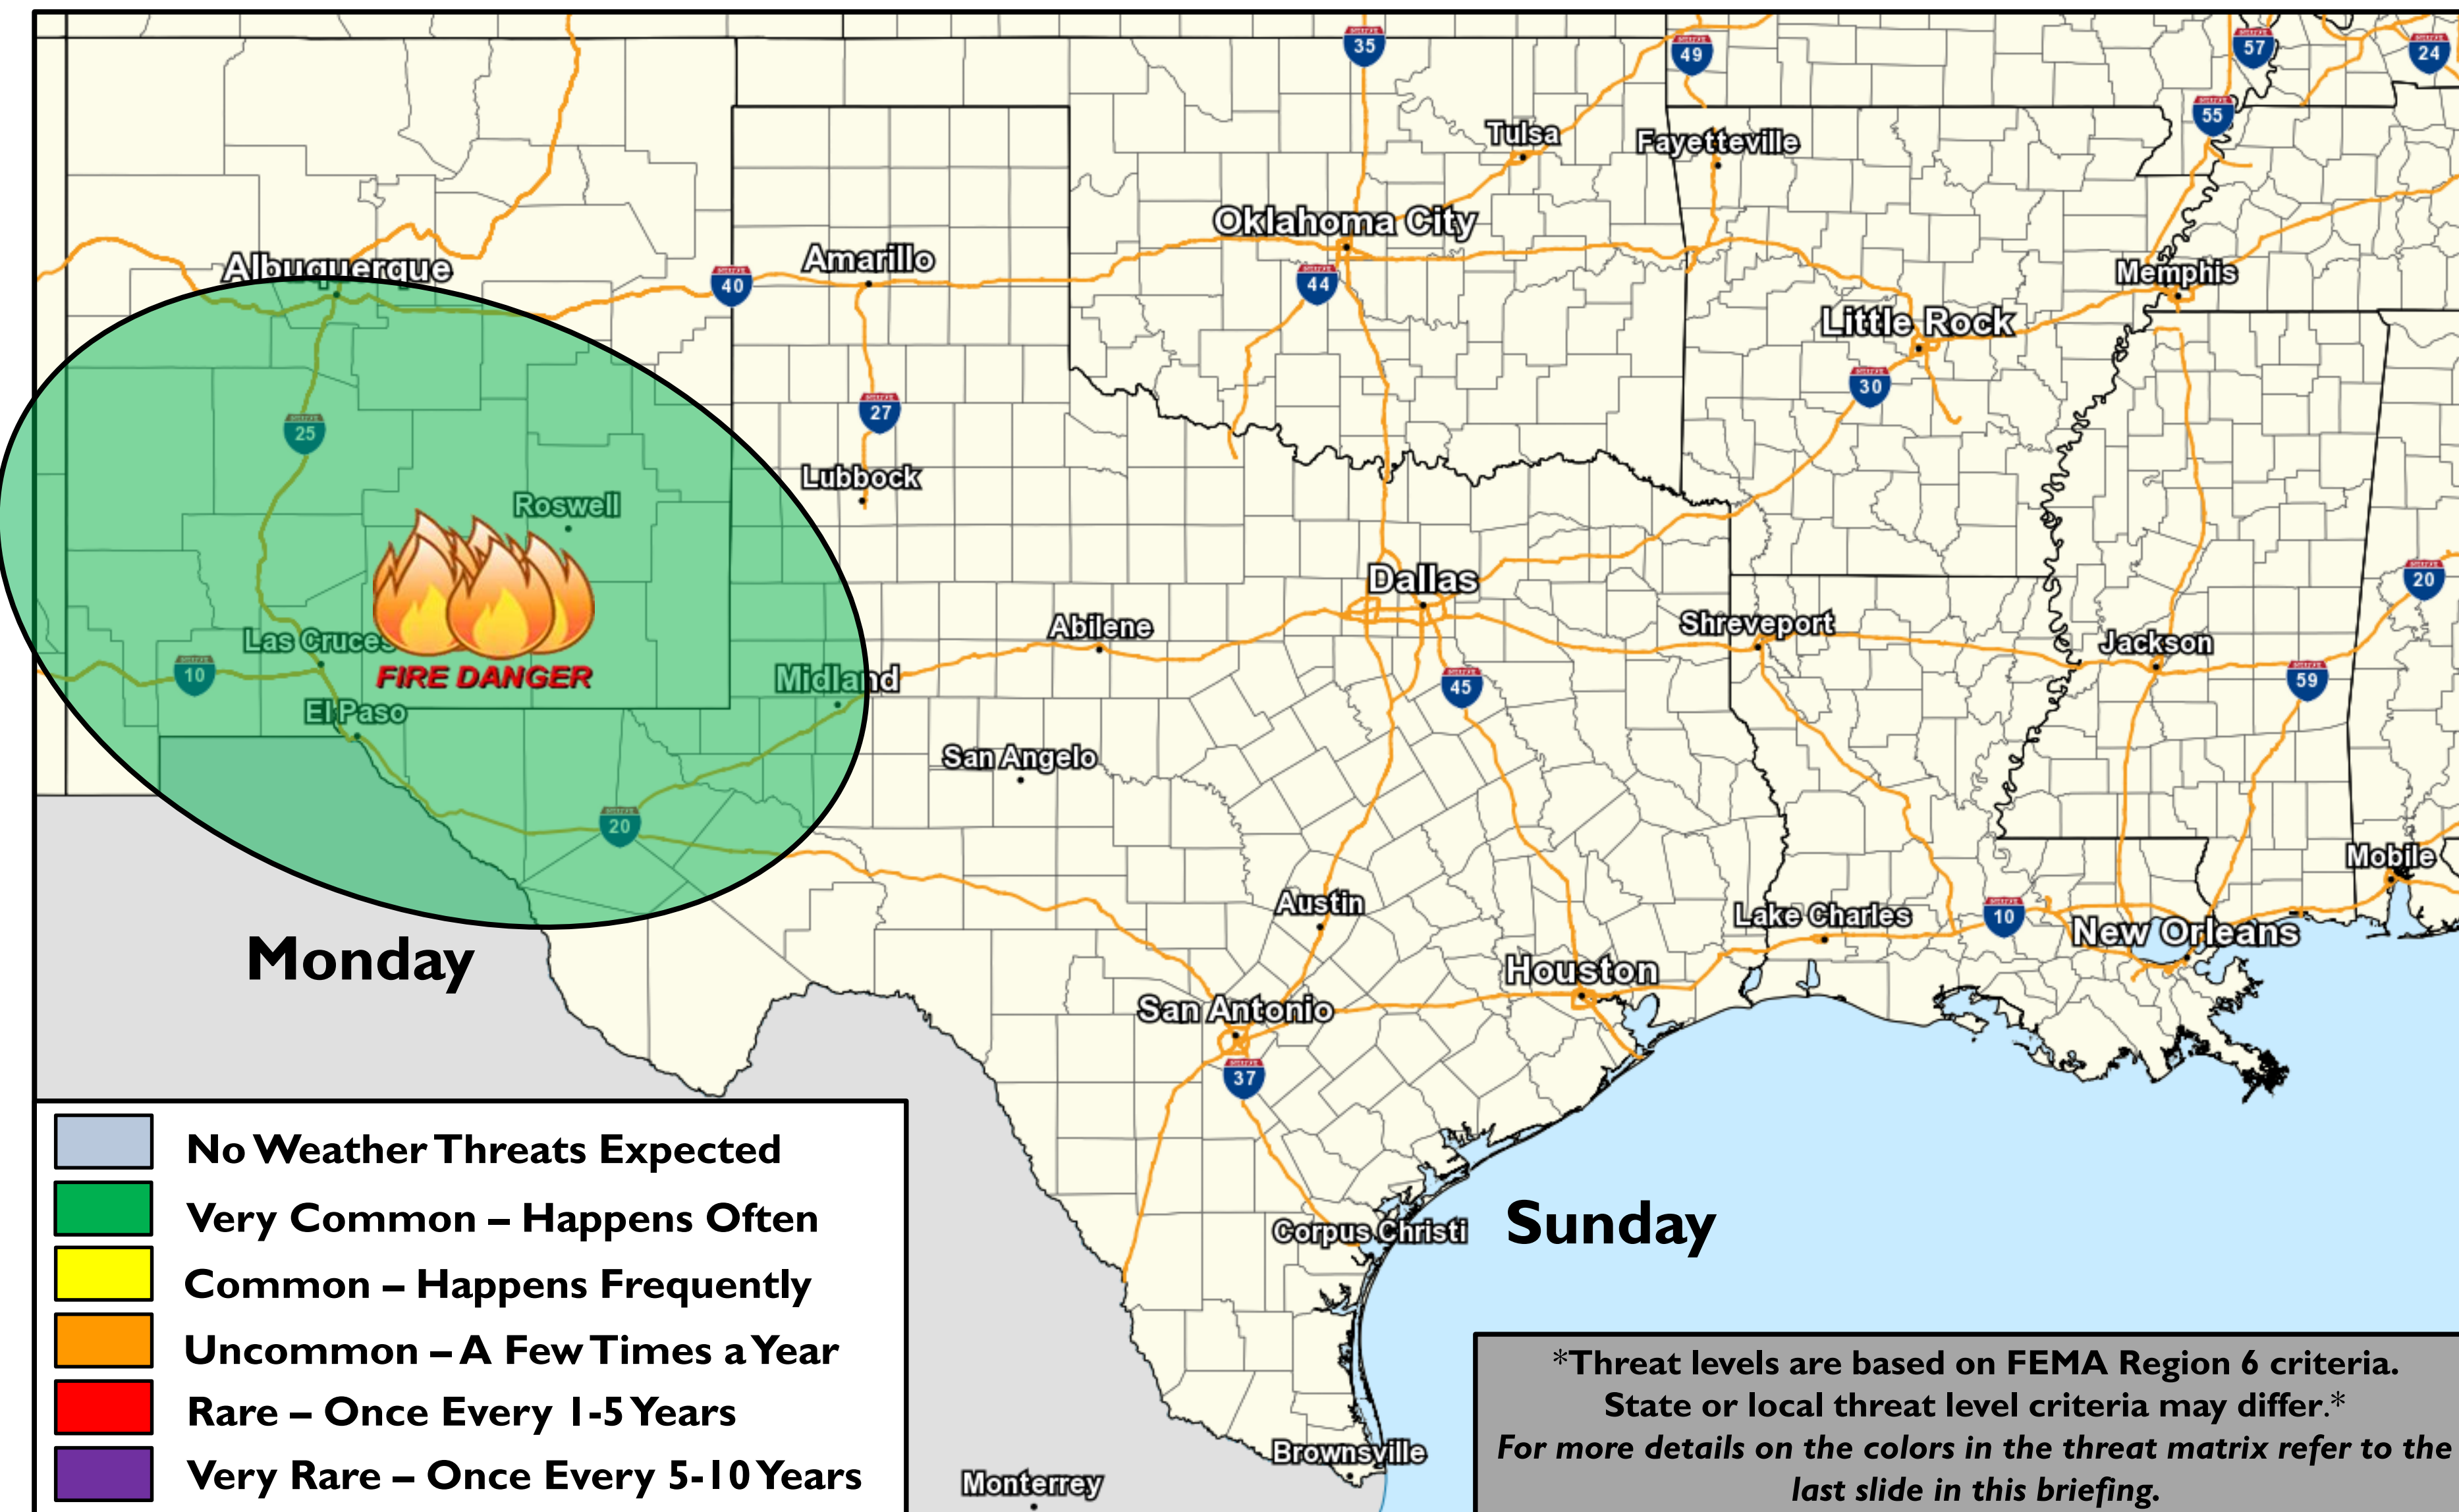 35
49
57
24
55
Tulsa
Fayetteville
Oklahoma City
Albuquerque
Amarillo
40
44
Memphis
Little Rock
30
27
25
Lubbock
Roswell
Dallas
20
Abilene
Shreveport
Jackson
Las Cruces
10
FIRE DANGER
Midland
45
59
El Paso
San Angelo
20
Mobile
Austin
Lake Charles
10
New Orleans
Monday
Houston
San Antonio
37
No Weather Threats Expected
Very Common – Happens Often
Common – Happens Frequently
Uncommon – A Few Times a Year
Rare – Once Every 1-5 Years
Very Rare – Once Every 5-10 Years
Corpus Christi
Sunday
Brownsville
Monterrey
*Threat levels are based on FEMA Region 6 criteria.
State or local threat level criteria may differ.*
For more details on the colors in the threat matrix refer to the
last slide in this briefing.